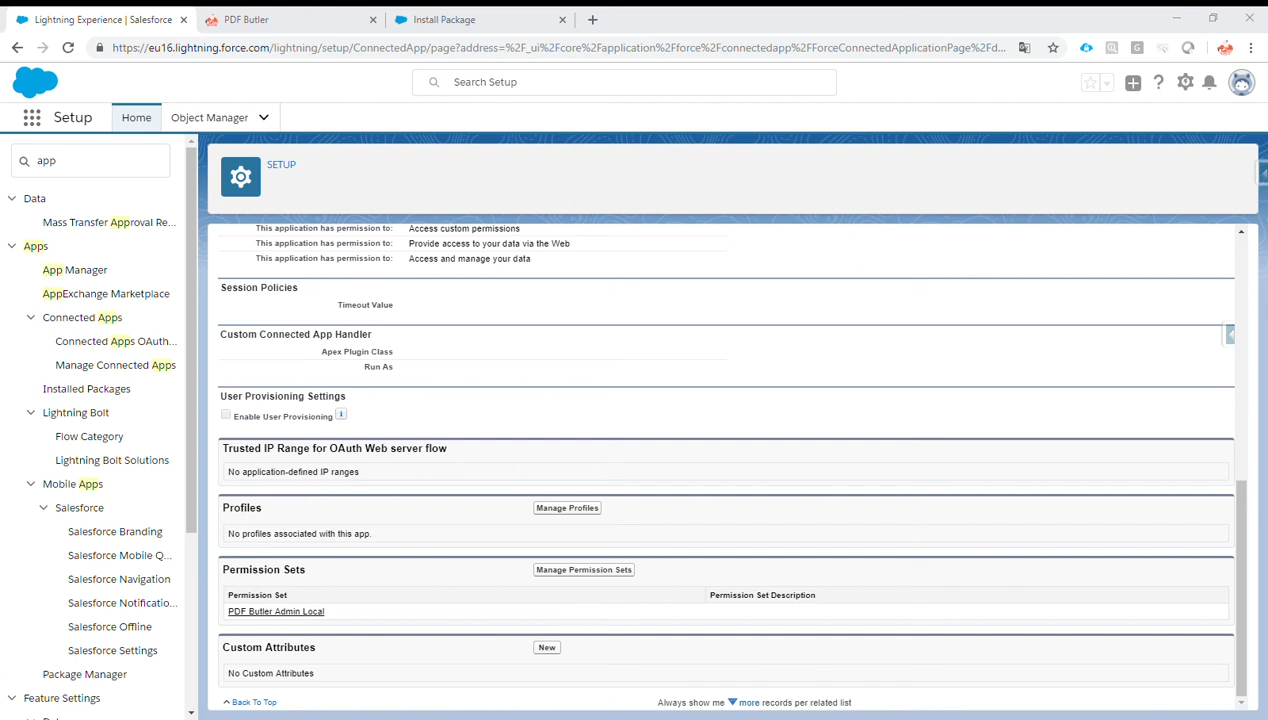 Lightning Experience | Salesforce
PDF Butler
Install Package
https://eu16.lightning.force.com/lightning/setup/ConnectedApp/page?address=%2F_ui%2Fcore%2Fapplication%2Fforce%2Fconnectedapp%2FForceConnectedApplicationPage%2Fd...
Search Setup
Setup
Home
Object Manager
app
Data
Mass Transfer Approval Re...
Apps
App Manager
AppExchange Marketplace
Connected Apps
Connected Apps OAuth...
Manage Connected Apps
Installed Packages
Lightning Bolt
Flow Category
Lightning Bolt Solutions
Mobile Apps
Salesforce
Salesforce Branding
Salesforce Mobile Q...
Salesforce Navigation
Salesforce Notificatio...
Salesforce Offline
Salesforce Settings
Package Manager
Feature Settings
SETUP
This application has permission to: Access custom permissions
This application has permission to: Provide access to your data via the Web
This application has permission to: Access and manage your data
Session Policies
Timeout Value
Custom Connected App Handler
Apex Plugin Class
Run As
User Provisioning Settings
Enable User Provisioning i
Trusted IP Range for OAuth Web server flow
No application-defined IP ranges
Profiles Manage Profiles
No profiles associated with this app.
Permission Sets Manage Permission Sets
Permission Set Permission Set Description
PDF Butler Admin Local
Custom Attributes New
No Custom Attributes
Back To Top Always show me more records per related list